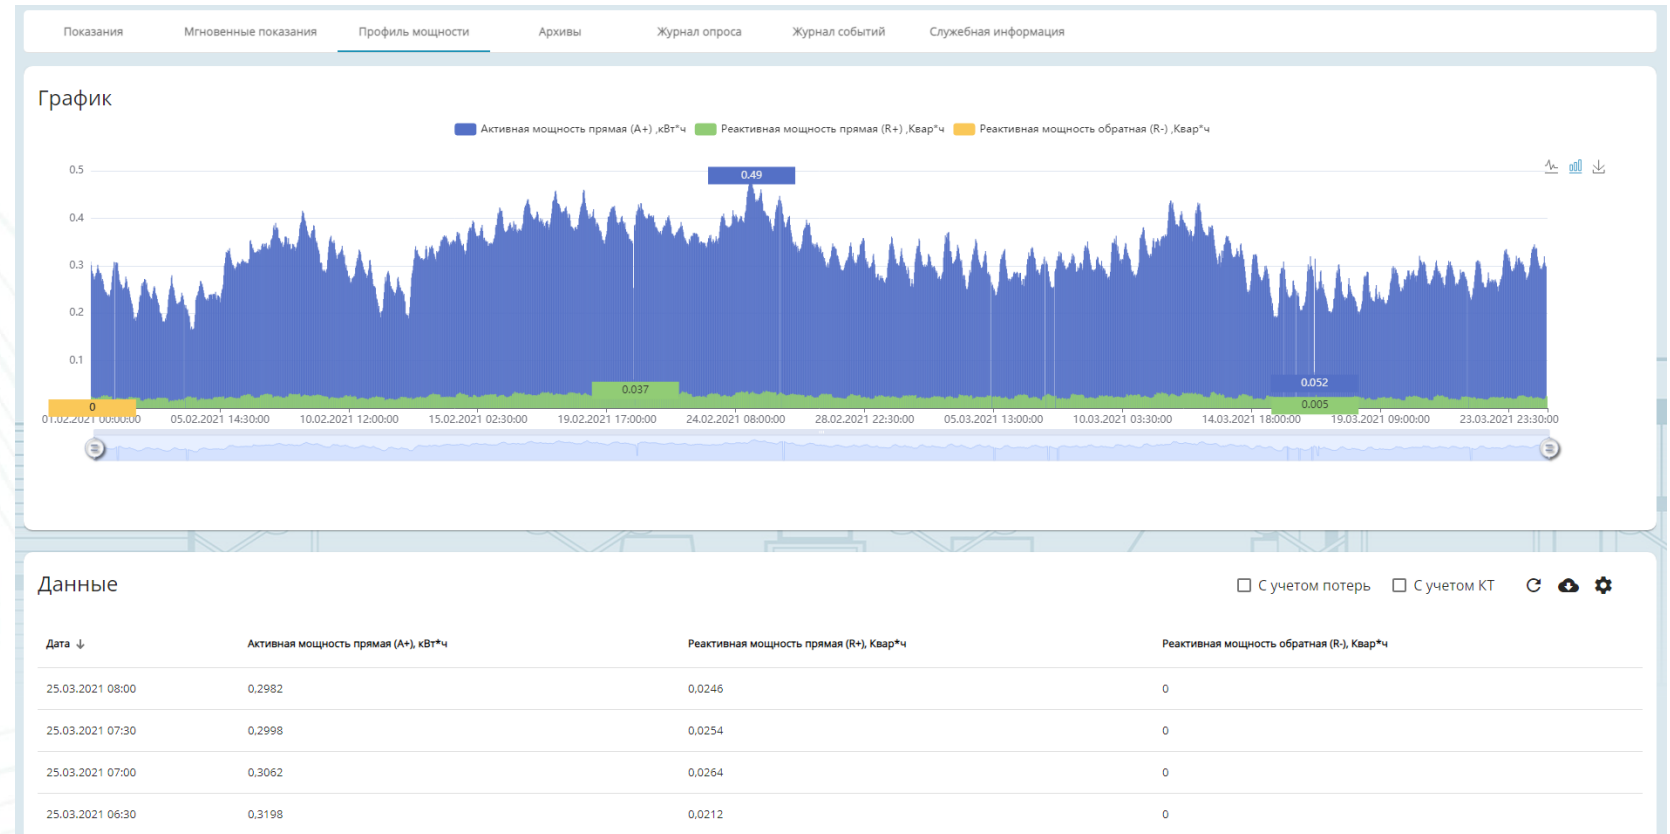 Показания Мгновенные показания Профиль мощности Архивы Журнал опроса Журнал событий Служебная информация
График
Активная мощность прямая (A+) ,кВт*ч Реактивная мощность прямая (R+) ,Квар*ч Реактивная мощность обратная (R-) ,Квар*ч
0.5
0.49
0.4
0.3
0.2
0.1
0.052
0.037
0.005
0
01.02.2021 00:00:00 05.02.2021 14:30:00 10.02.2021 12:00:00 15.02.2021 02:30:00 19.02.2021 17:00:00 24.02.2021 08:00:00 28.02.2021 22:30:00 05.03.2021 13:00:00 10.03.2021 03:30:00 14.03.2021 18:00:00 19.03.2021 09:00:00 23.03.2021 23:30:00
Данные
С учетом потерь С учетом КТ
Дата Активная мощность прямая (A+), кВт*ч Реактивная мощность прямая (R+), Квар*ч Реактивная мощность обратная (R-), Квар*ч
25.03.2021 08:00 0,2982 0,0246 0
25.03.2021 07:30 0,2998 0,0254 0
25.03.2021 07:00 0,3062 0,0264 0
25.03.2021 06:30 0,3198 0,0212 0